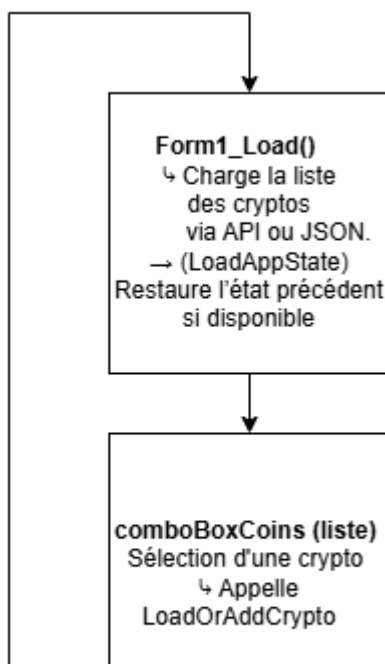 Form1_Load()
↳ Charge la liste
des cryptos
via API ou JSON.
→ (LoadAppState)
Restaure l'état précédent
si disponible
comboBoxCoins (liste)
Sélection d'une crypto
↳ Appelle
LoadOrAddCrypto